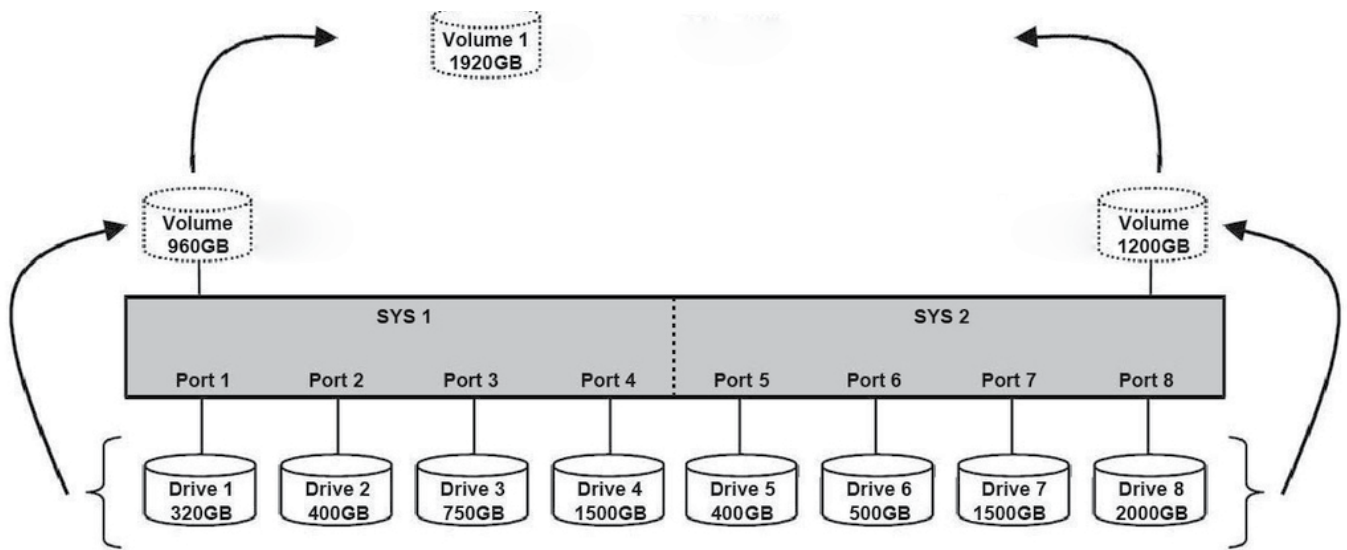 Volume 1
1920GB
Volume
960GB
Volume
1200GB
SYS 1
SYS 2
Port 1
Port 2
Port 3
Port 4
Port 5
Port 6
Port 7
Port 8
Drive 1
320GB
Drive 2
400GB
Drive 3
750GB
Drive 4
1500GB
Drive 5
400GB
Drive 6
500GB
Drive 7
1500GB
Drive 8
2000GB